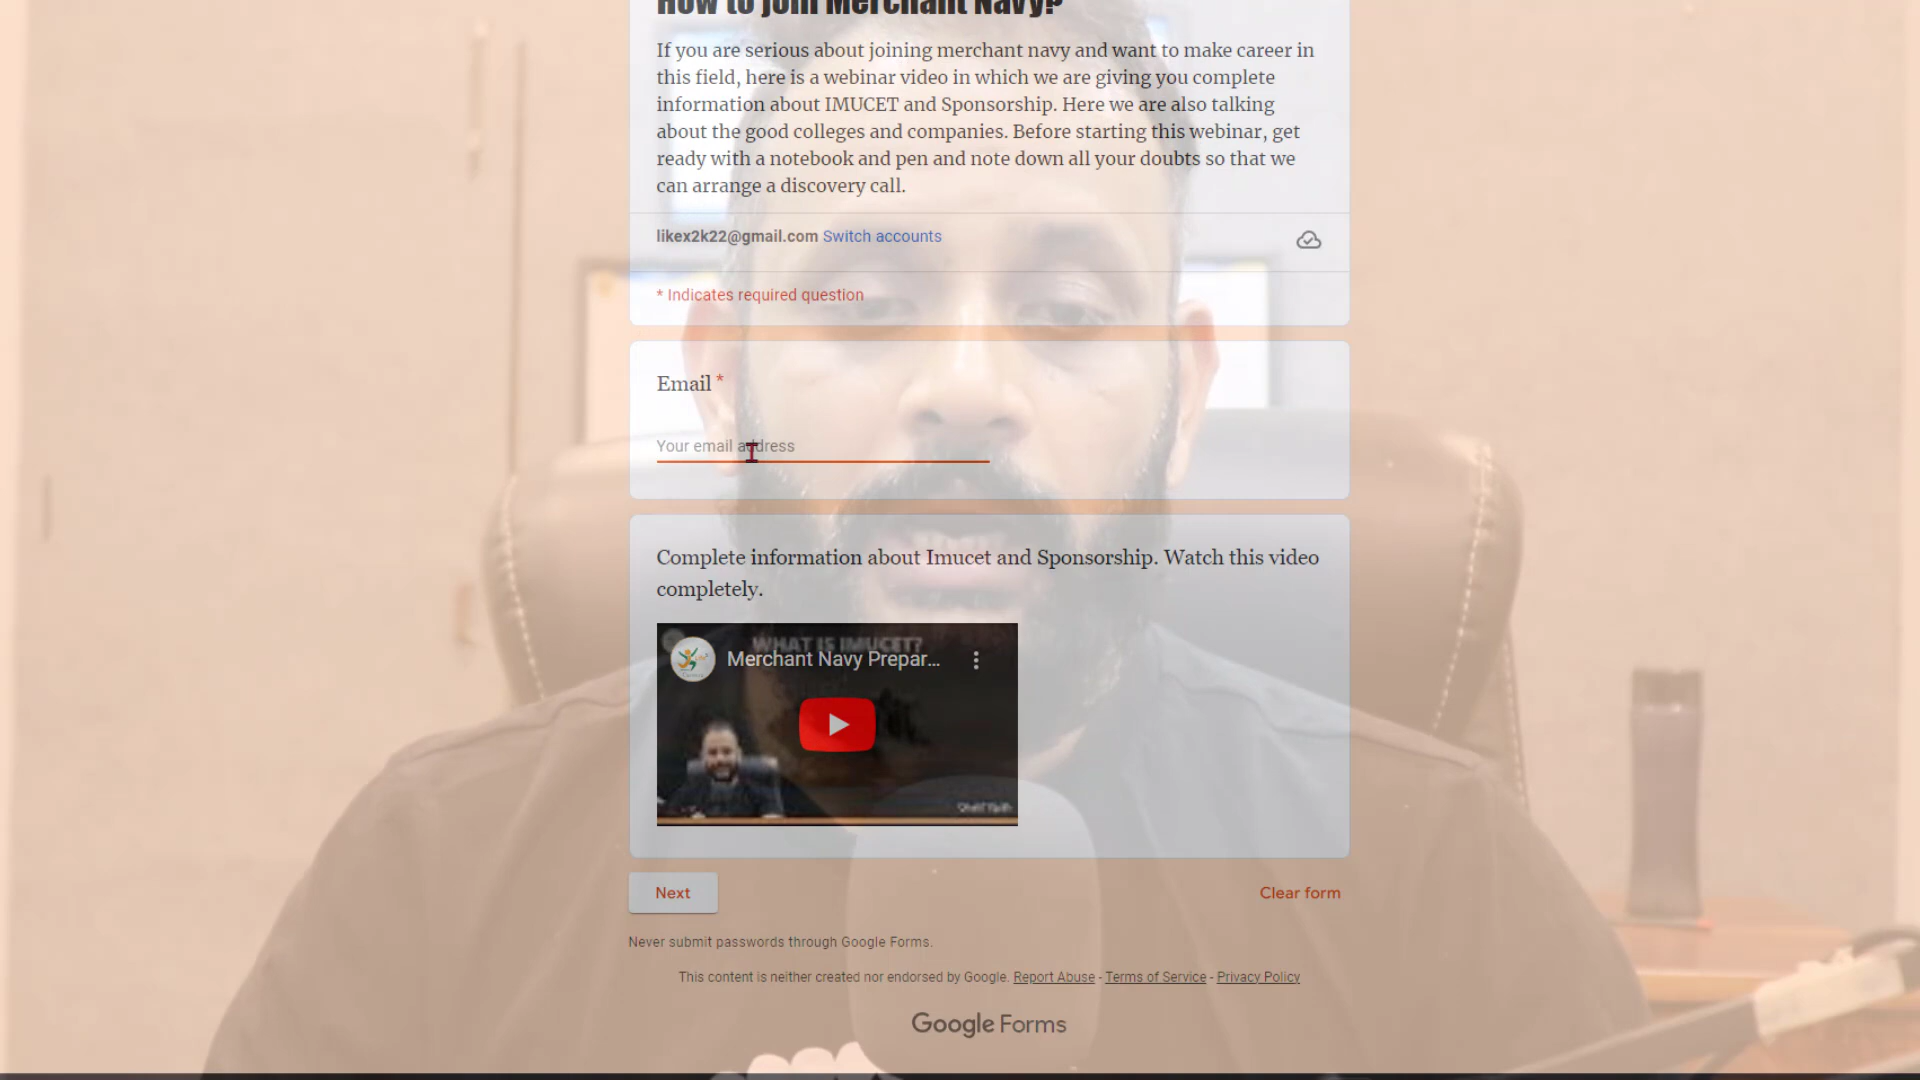 How to join Merchant Navy?
If you are serious about joining merchant navy and want to make career in
this field, here is a webinar video in which we are giving you complete
information about IMUCET and Sponsorship. Here we are also talking
about the good colleges and companies. Before starting this webinar, get
ready with a notebook and pen and note down all your doubts so that we
can arrange a discovery call.
likex2k22@gmail.com Switch accounts
* Indicates required question
Email *
Your email address
Complete information about Imucet and Sponsorship. Watch this video
completely.
WHAT IS IMUCET?
Merchant Navy Prepar...
Next
Clear form
Never submit passwords through Google Forms.
This content is neither created nor endorsed by Google. Report Abuse - Terms of Service - Privacy Policy
Google Forms